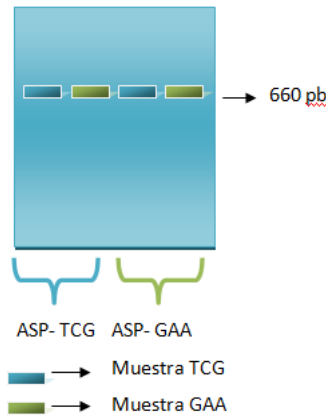 660 pb
ASP- TCG ASP- GAA
Muestra TCG
Muestra GAA